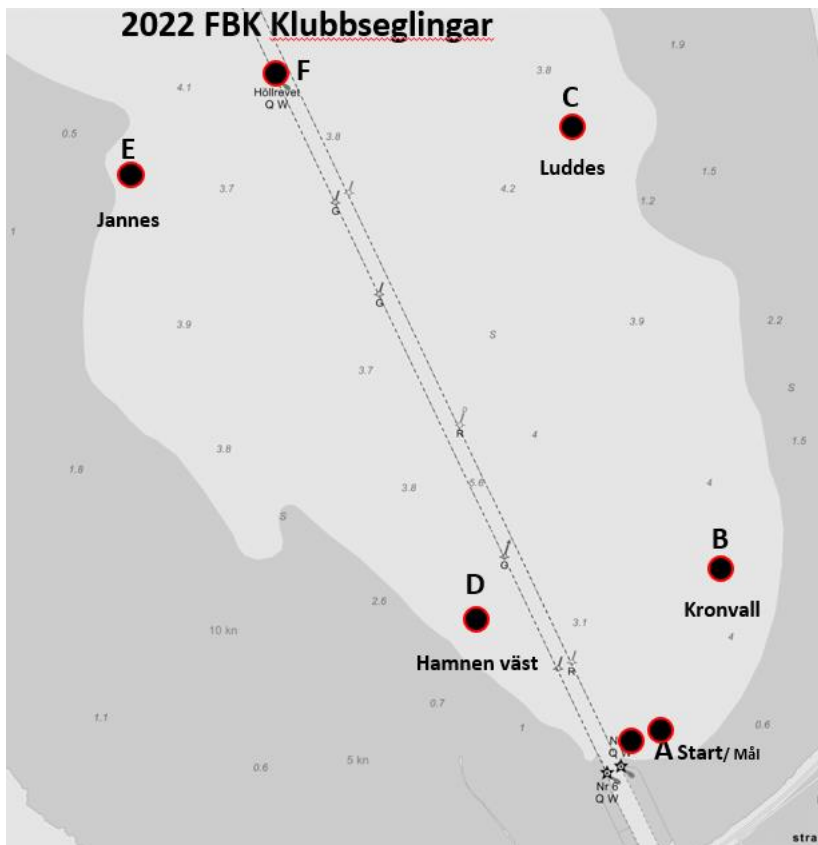 2022 FBK Klubbseglingar
1.9
F
3.8
4.1
Höllrevet
Q W
C
0.5
3.8
E
Luddes
1.5
3.7
4.2
1.2
Jannes
G
1
G
3.9
3.9
2.2
S
3.7
S
R
4
1.5
3.8
1.8
3.8
5.6
4
S
B
G
D
2.6
Kronvall
3.1
10 kn
4
Hamnen väst
R
0.7
1.1
1
0.6
A Start/ Mål
Q W
0.6
5 kn
Nr 6
Q W
stra